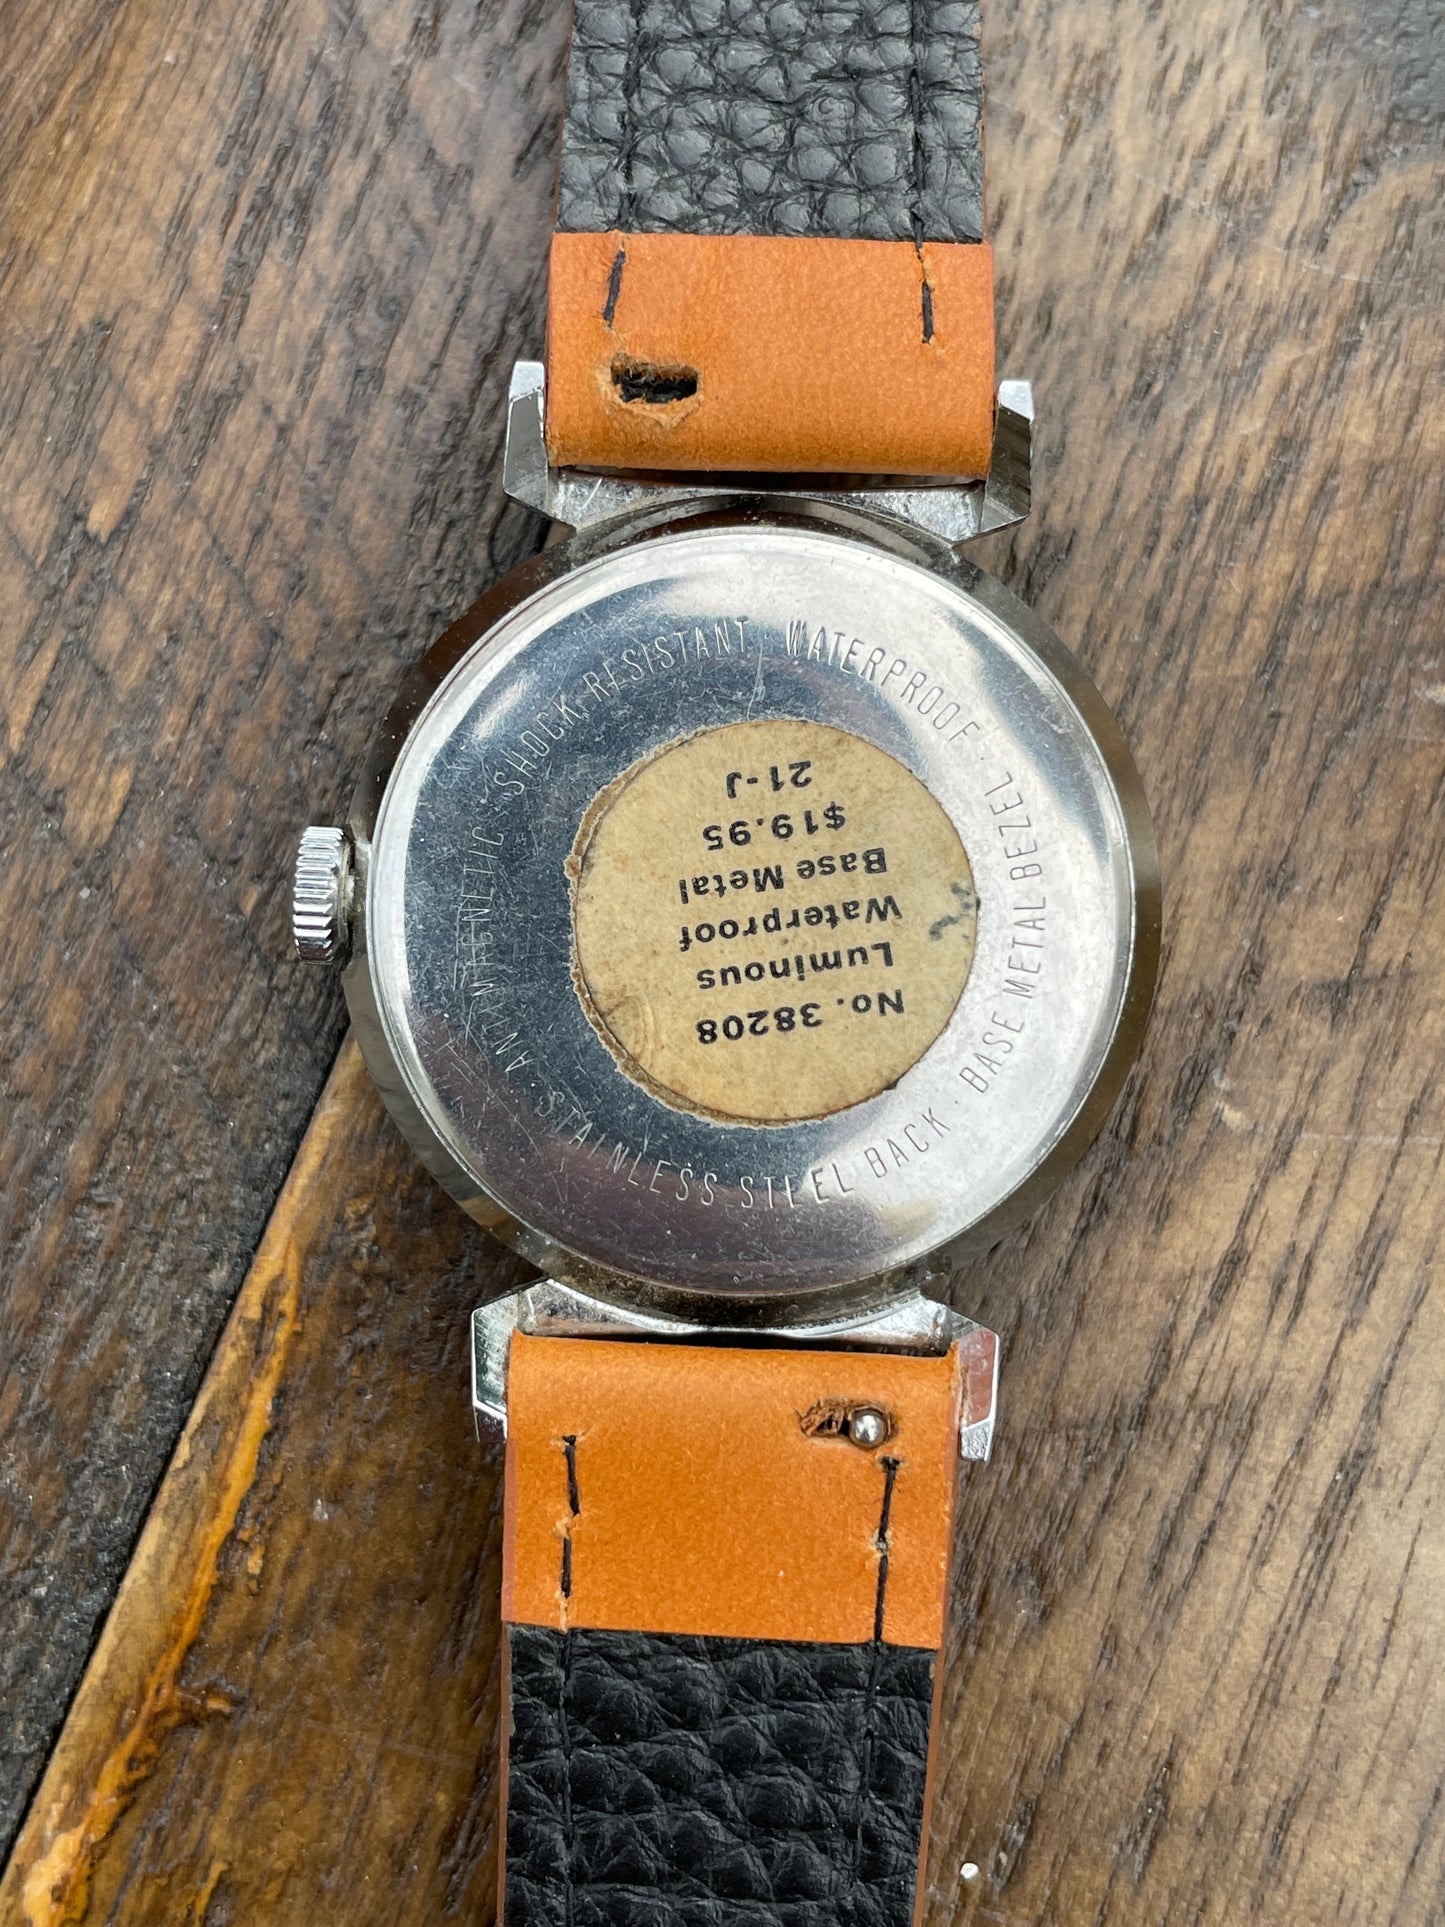 No. 38208
Luminous
Waterproof
Base Metal
$19.95
21-J
ANTIMAGNETIC · SHOCK RESISTANT · WATERPROOF · BASE METAL BEZEL · STAINLESS STEEL BACK ·